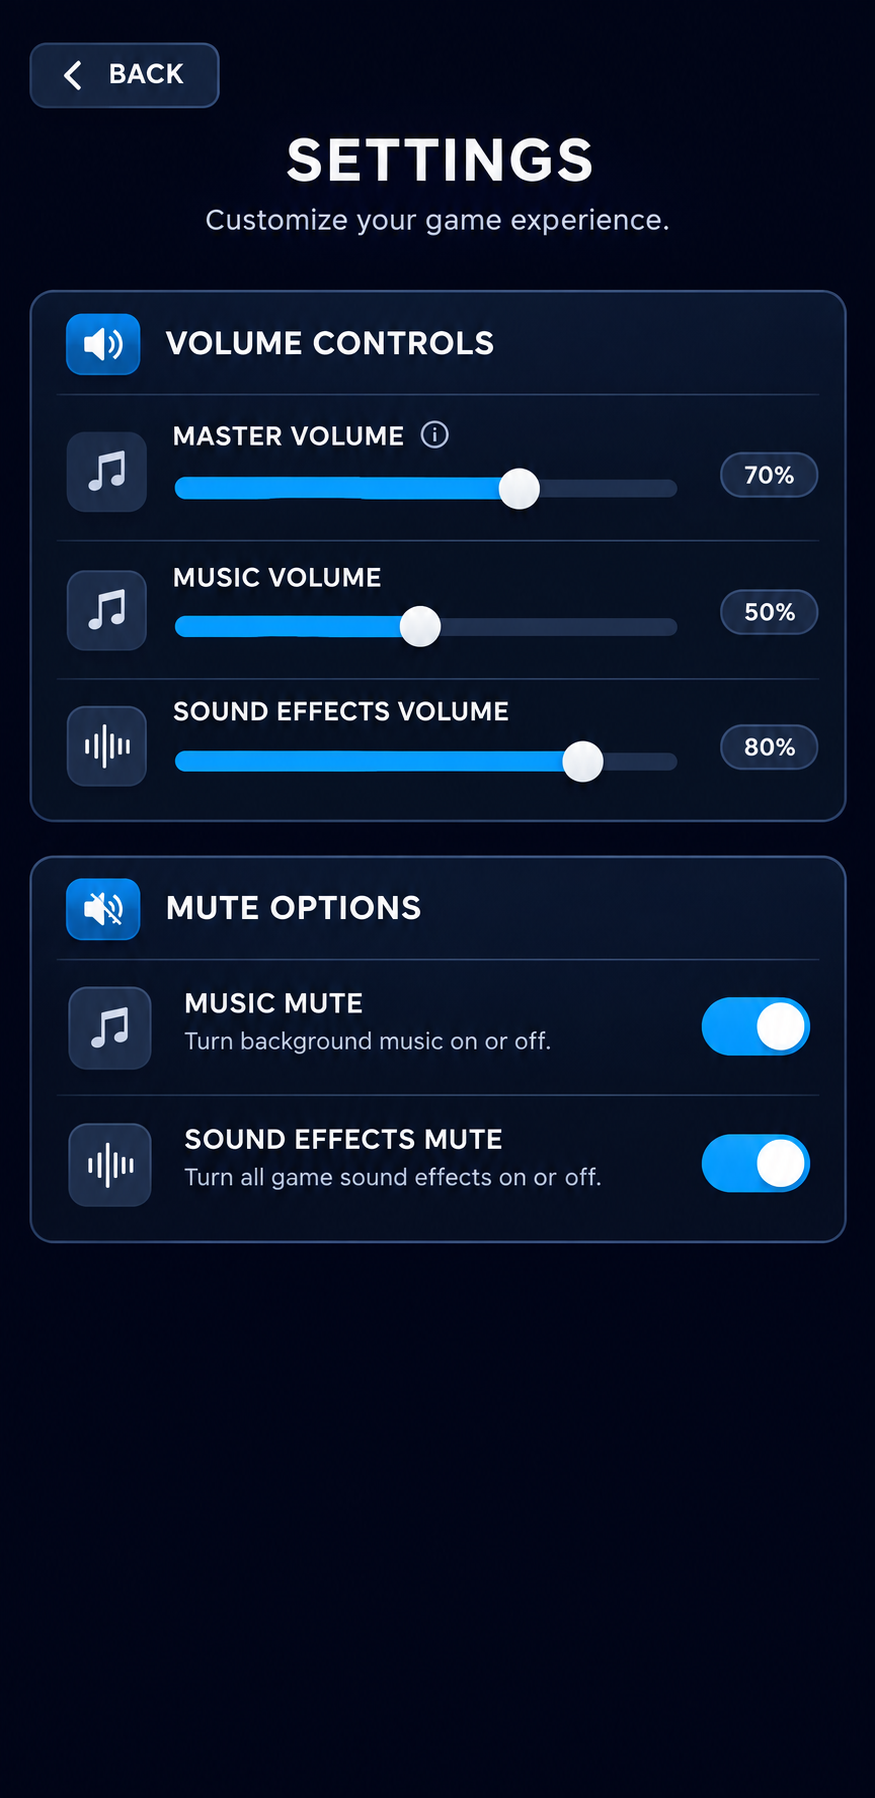 BACK
SETTINGS
Customize your game experience.
VOLUME CONTROLS
MASTER VOLUME
70%
MUSIC VOLUME
50%
SOUND EFFECTS VOLUME
80%
MUTE OPTIONS
MUSIC MUTE
Turn background music on or off.
SOUND EFFECTS MUTE
Turn all game sound effects on or off.